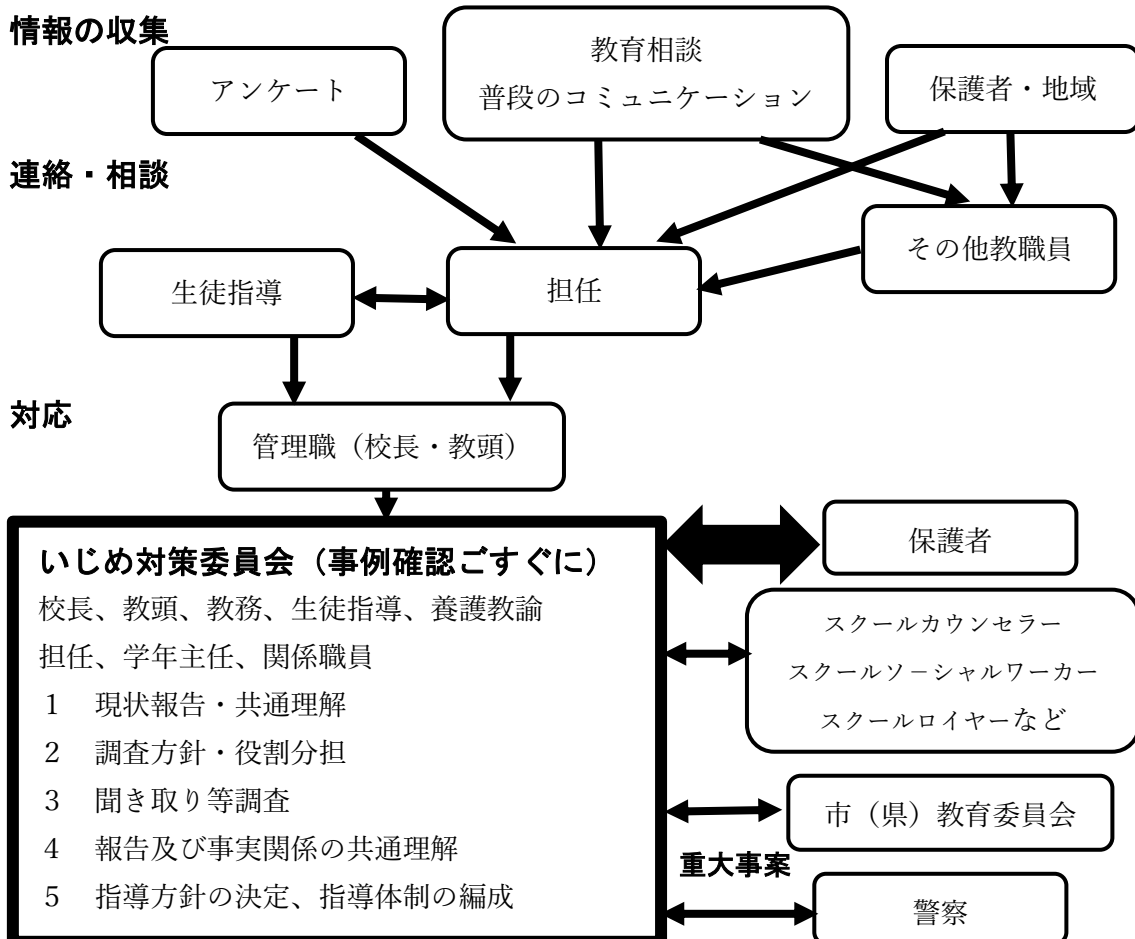 情報の収集
アンケート
教育相談
普段のコミュニケーション
保護者・地域
連絡・相談
その他教職員
生徒指導
担任
対応
管理職（校長・教頭）
いじめ対策委員会（事例確認ごすぐに）
校長、教頭、教務、生徒指導、養護教諭
担任、学年主任、関係職員
1　現状報告・共通理解
2　調査方針・役割分担
3　聞き取り等調査
4　報告及び事実関係の共通理解
5　指導方針の決定、指導体制の編成
保護者
スクールカウンセラー
スクールソ－シャルワーカー
スクールロイヤーなど
市（県）教育委員会
重大事案
警察